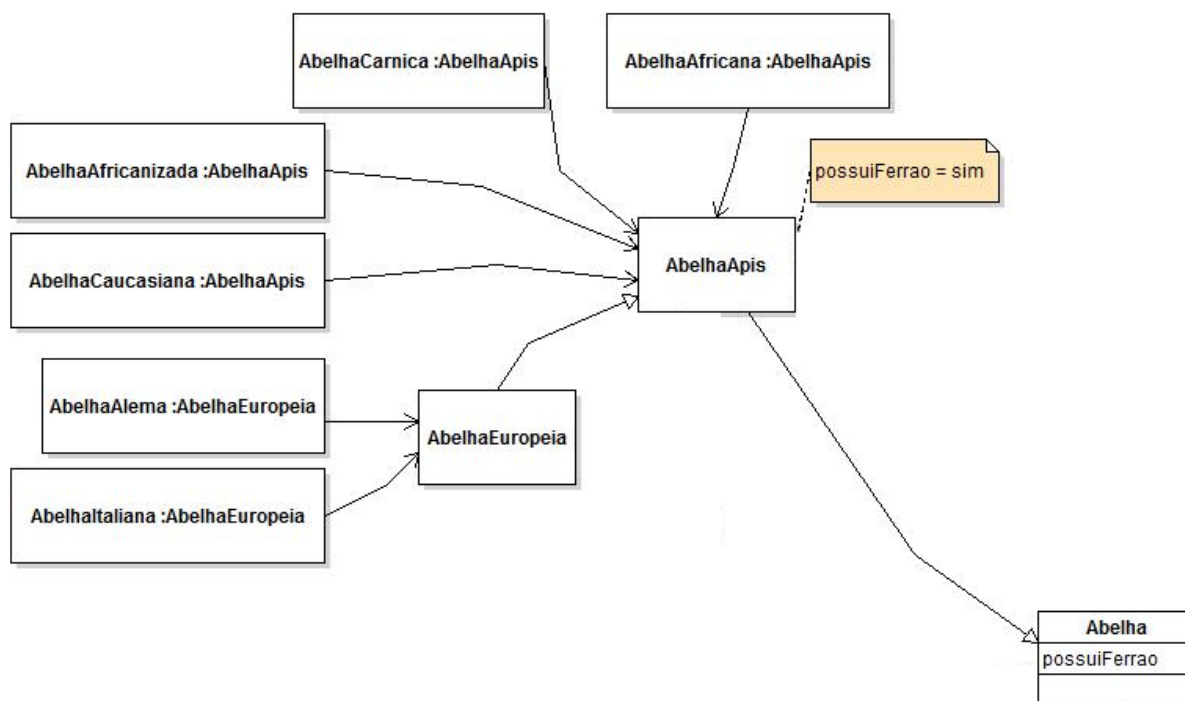 AbelhaCarnica :AbelhaApis
AbelhaAfricana :AbelhaApis
AbelhaAfricanizada :AbelhaApis
possuiFerrao = sim
AbelhaCaucasiana :AbelhaApis
AbelhaApis
AbelhaAlema :AbelhaEuropeia
AbelhaEuropeia
AbelhaItaliana :AbelhaEuropeia
Abelha
possuiFerrao